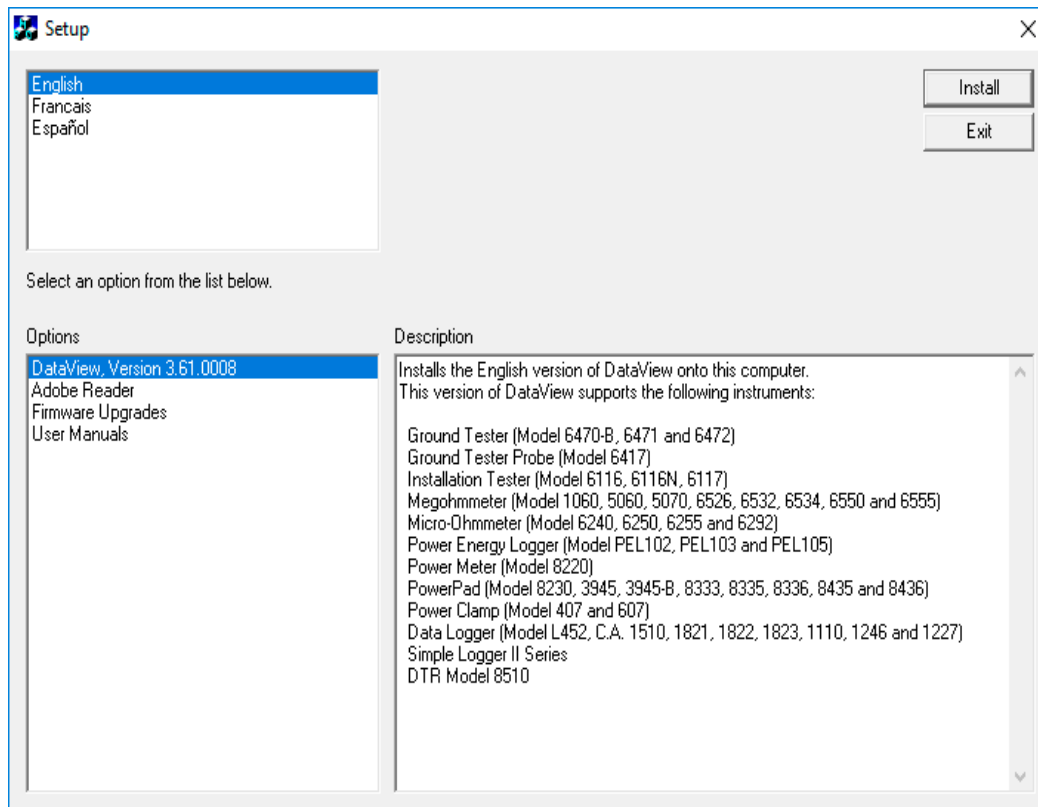 Setup
English
Francais
Español
Install
Exit
Select an option from the list below.
Options
DataView, Version 3.61.0008
Adobe Reader
Firmware Upgrades
User Manuals
Description
Installs the English version of DataView onto this computer.
This version of DataView supports the following instruments:
Ground Tester (Model 6470-B, 6471 and 6472)
Ground Tester Probe (Model 6417)
Installation Tester (Model 6116, 6116N, 6117)
Megohmmeter (Model 1060, 5060, 5070, 6526, 6532, 6534, 6550 and 6555)
Micro-Ohmmeter (Model 6240, 6250, 6255 and 6292)
Power Energy Logger (Model PEL102, PEL103 and PEL105)
Power Meter (Model 8220)
PowerPad (Model 8230, 3945, 3945-B, 8333, 8335, 8336, 8435 and 8436)
Power Clamp (Model 407 and 607)
Data Logger (Model L452, C.A. 1510, 1821, 1822, 1823, 1110, 1246 and 1227)
Simple Logger II Series
DTR Model 8510